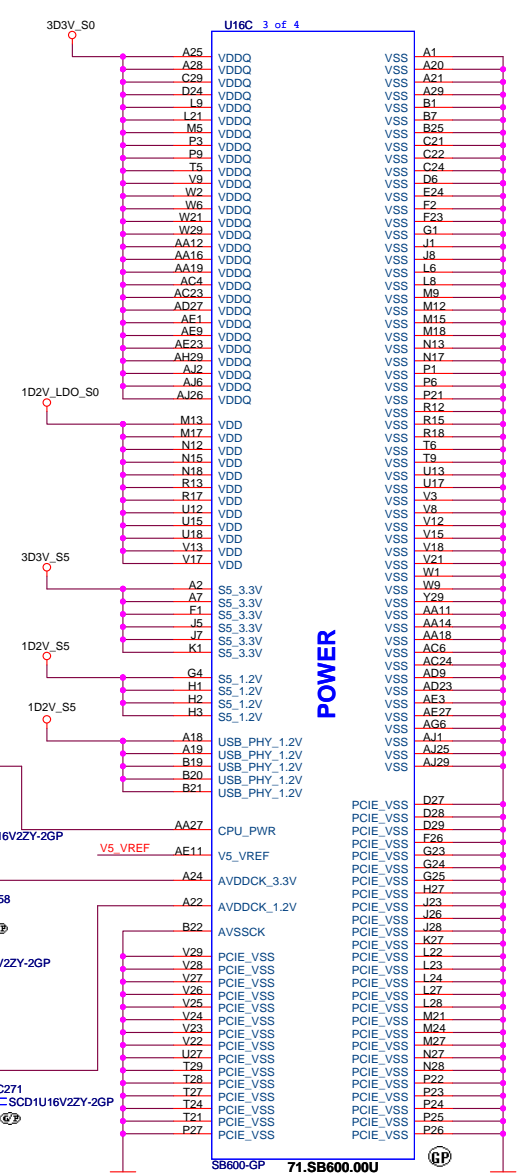 3D3V_S0
U16C 3 of 4
A25 VDDQ VSS A1
A28 VDDQ VSS A20
C29 VDDQ VSS A21
D24 VDDQ VSS A29
L9 VDDQ VSS B1
L21 VDDQ VSS B7
M5 VDDQ VSS B25
P3 VDDQ VSS C21
P9 VDDQ VSS C22
T5 VDDQ VSS C24
V9 VDDQ VSS D6
W2 VDDQ VSS E24
W6 VDDQ VSS F2
W21 VDDQ VSS F23
W29 VDDQ VSS G1
AA12 VDDQ VSS J1
AA16 VDDQ VSS J8
AA19 VDDQ VSS L6
AC4 VDDQ VSS L8
AC23 VDDQ VSS M9
AD27 VDDQ VSS M12
AE1 VDDQ VSS M15
AE9 VDDQ VSS M18
AE23 VDDQ VSS N13
AH29 VDDQ VSS N17
AJ2 VDDQ VSS P1
AJ6 VDDQ VSS P6
AJ26 VDDQ VSS P21
1D2V_LDO_S0
VSS R12
M13 VDD VSS R15
M17 VDD VSS R18
N12 VDD VSS T6
N15 VDD VSS T9
N18 VDD VSS U13
R13 VDD VSS U17
R17 VDD VSS V3
U12 VDD VSS V8
U15 VDD VSS V12
U18 VDD VSS V15
V13 VDD VSS V18
V17 VDD VSS V21
3D3V_S5
VSS W1
A2 S5_3.3V VSS W9
A7 S5_3.3V VSS Y29
F1 S5_3.3V VSS AA11
J5 S5_3.3V VSS AA14
J7 S5_3.3V VSS AA18
K1 S5_3.3V VSS AC6
1D2V_S5
VSS AC24
G4 S5_1.2V VSS AD9
H1 S5_1.2V VSS AD23
H2 S5_1.2V VSS AE3
H3 S5_1.2V VSS AE27
POWER
1D2V_S5
VSS AG6
A18 USB_PHY_1.2V VSS AJ1
A19 USB_PHY_1.2V VSS AJ25
B19 USB_PHY_1.2V VSS AJ29
B20 USB_PHY_1.2V
B21 USB_PHY_1.2V
PCIE_VSS D27
PCIE_VSS D28
AA27 CPU_PWR PCIE_VSS D29
16V2ZY-2GP
PCIE_VSS F26
V5_VREF AE11 V5_VREF PCIE_VSS G23
PCIE_VSS G24
A24 AVDDCK_3.3V PCIE_VSS G25
PCIE_VSS H27
58
A22 AVDDCK_1.2V PCIE_VSS J23
PCIE_VSS J26
B22 AVSSCK PCIE_VSS J28
PCIE_VSS K27
V29 PCIE_VSS PCIE_VSS L22
V2ZY-2GP
V28 PCIE_VSS PCIE_VSS L23
V27 PCIE_VSS PCIE_VSS L24
V26 PCIE_VSS PCIE_VSS L27
V25 PCIE_VSS PCIE_VSS L28
V24 PCIE_VSS PCIE_VSS M21
V23 PCIE_VSS PCIE_VSS M24
V22 PCIE_VSS PCIE_VSS M27
U27 PCIE_VSS PCIE_VSS N27
T29 PCIE_VSS PCIE_VSS N28
T28 PCIE_VSS PCIE_VSS P22
C271
T27 PCIE_VSS PCIE_VSS P23
SCD1U16V2ZY-2GP
T24 PCIE_VSS PCIE_VSS P24
T21 PCIE_VSS PCIE_VSS P25
P27 PCIE_VSS PCIE_VSS P26
GP
SB600-GP 71.SB600.00U
GP